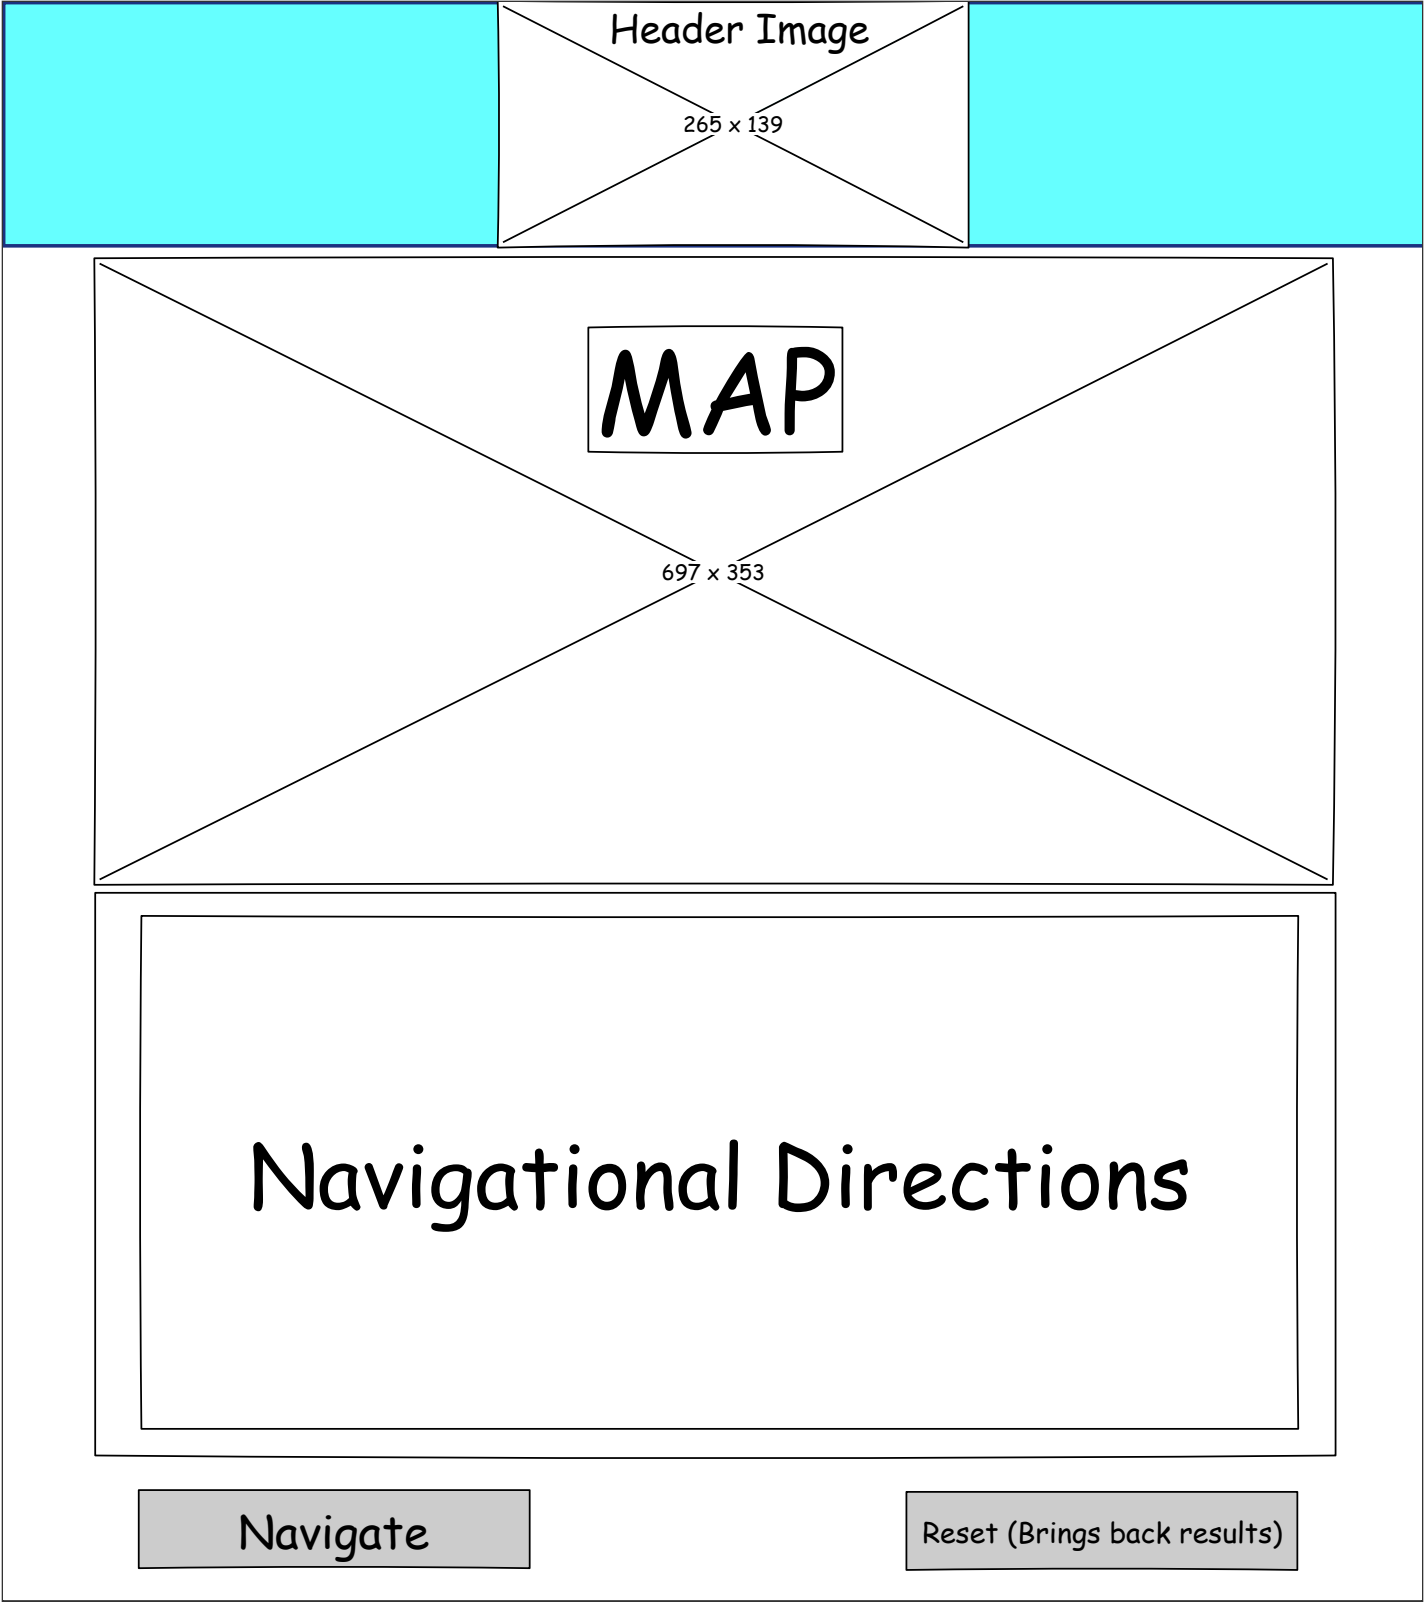 Header Image
265 x 139
MAP
697 x 353
Navigational Directions
Navigate
Reset (Brings back results)